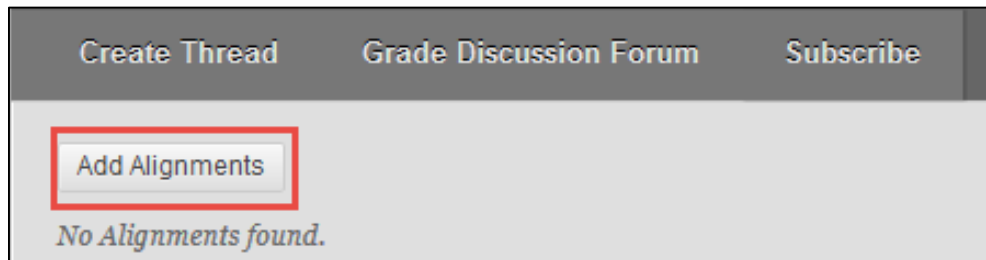 Create Thread Grade Discussion Forum Subscribe
Add Alignments
No Alignments found.